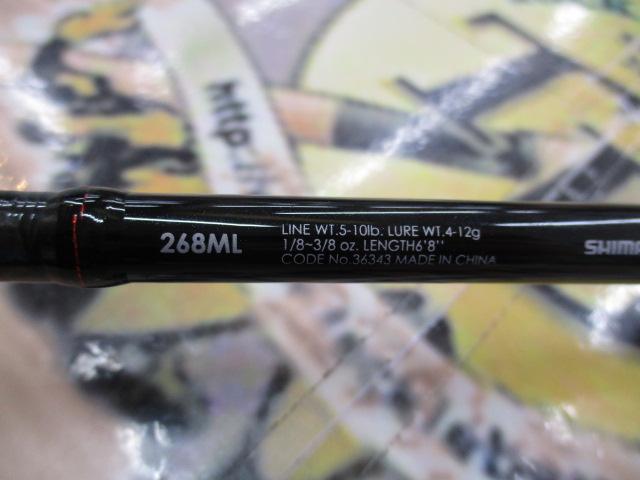 http:
268ML
LINE WT.5-10lb. LURE WT.4-12g
1/8~3/8 oz. LENGTH6'8''
CODE No.36343 MADE IN CHINA
SHIMA